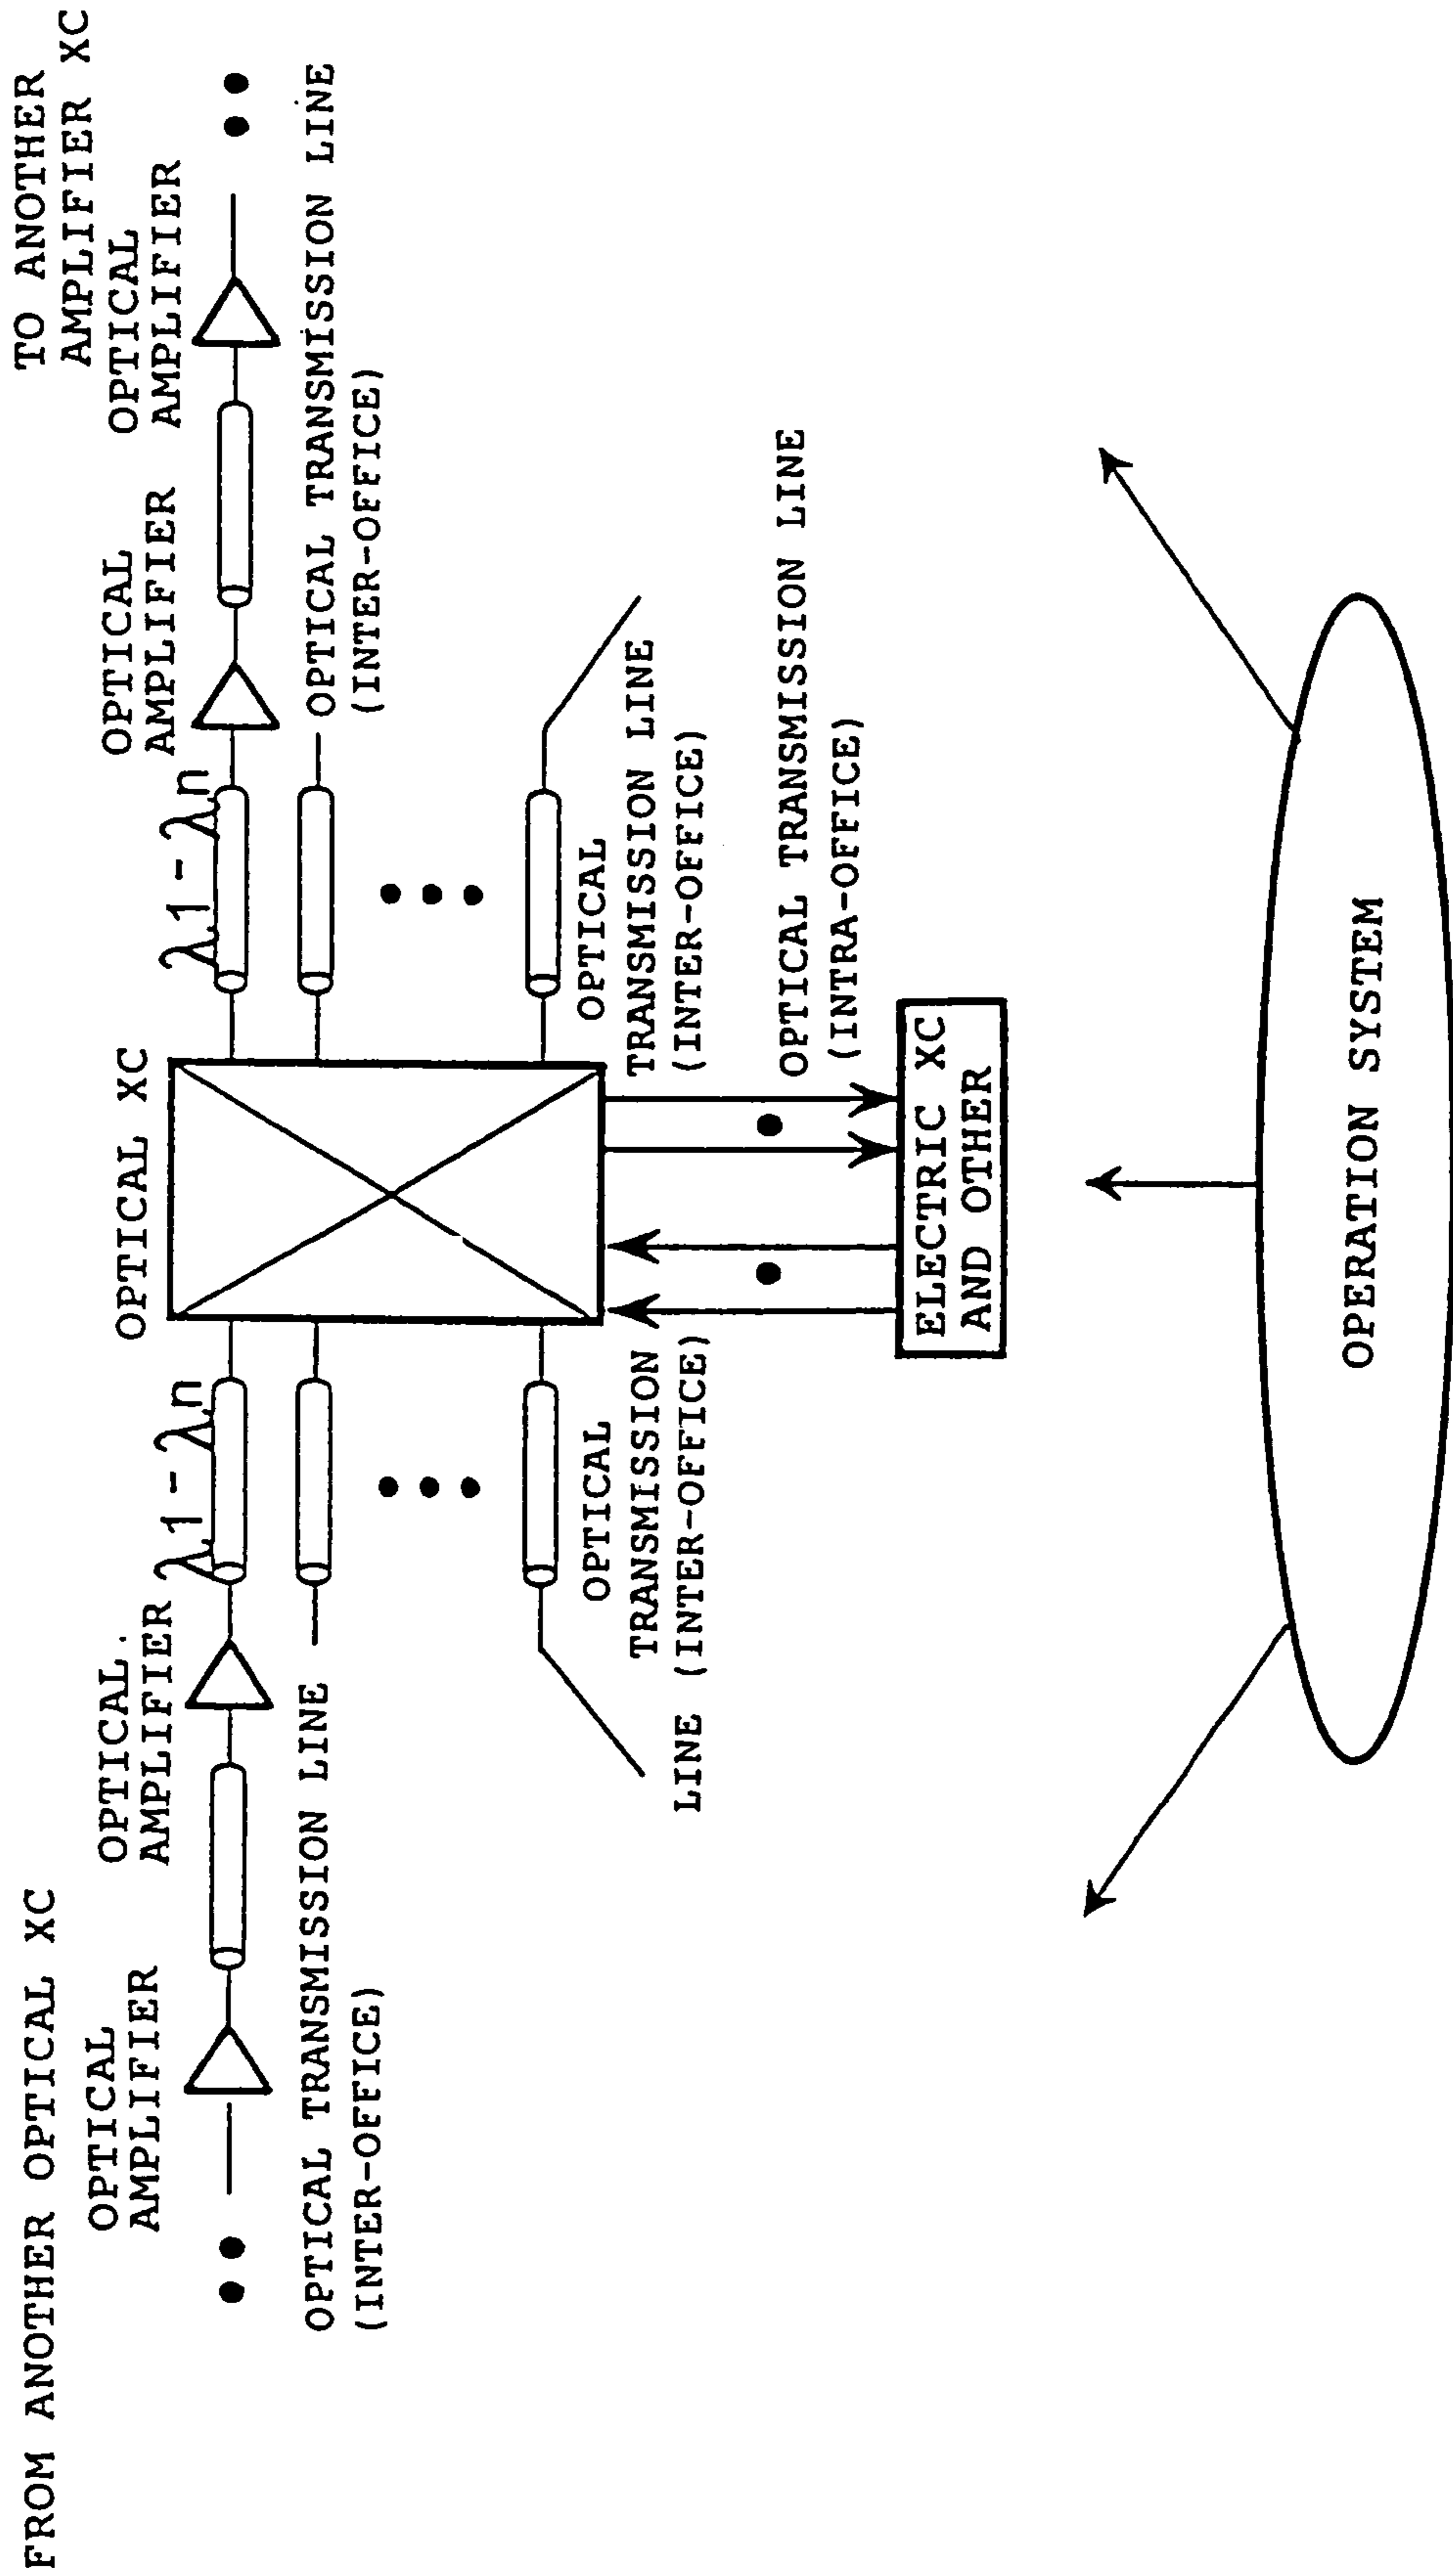 FROM ANOTHER OPTICAL XC
TO ANOTHER
AMPLIFIER XC
OPTICAL
AMPLIFIER
OPTICAL
AMPLIFIER
λ1-λn
OPTICAL XC
λ1-λn
OPTICAL
AMPLIFIER
OPTICAL
AMPLIFIER
OPTICAL TRANSMISSION LINE
(INTER-OFFICE)
OPTICAL TRANSMISSION LINE
(INTER-OFFICE)
OPTICAL
TRANSMISSION
LINE (INTER-OFFICE)
OPTICAL
TRANSMISSION LINE
(INTER-OFFICE)
OPTICAL TRANSMISSION LINE
(INTRA-OFFICE)
ELECTRIC XC
AND OTHER
OPERATION SYSTEM